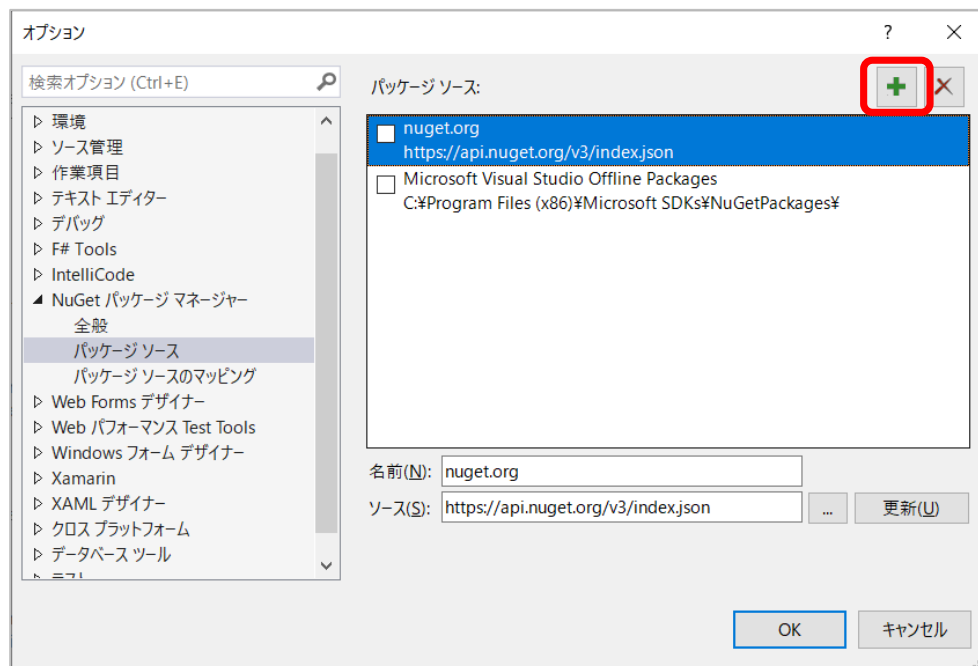 オプション
?
検索オプション (Ctrl+E)
環境
ソース管理
作業項目
テキスト エディター
デバッグ
F# Tools
IntelliCode
NuGet パッケージ マネージャー
全般
パッケージ ソース
パッケージ ソースのマッピング
Web Forms デザイナー
Web パフォーマンス Test Tools
Windows フォーム デザイナー
Xamarin
XAML デザイナー
クロス プラットフォーム
データベース ツール
パッケージ ソース:
nuget.org
https://api.nuget.org/v3/index.json
Microsoft Visual Studio Offline Packages
C:¥Program Files (x86)¥Microsoft SDKs¥NuGetPackages¥
名前(N): nuget.org
ソース(S): https://api.nuget.org/v3/index.json ... 更新(U)
OK キャンセル